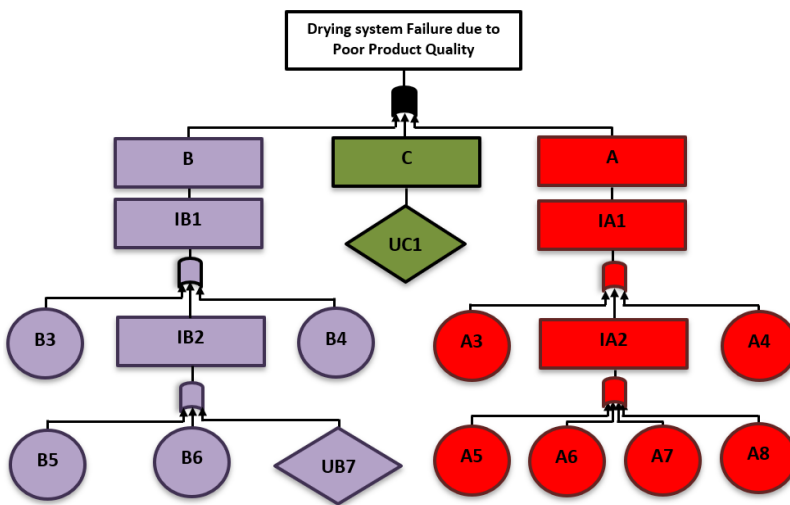 Drying system Failure due to
Poor Product Quality
B
C
A
IB1
UC1
IA1
B3
IB2
B4
A3
IA2
A4
B5
B6
UB7
A5
A6
A7
A8